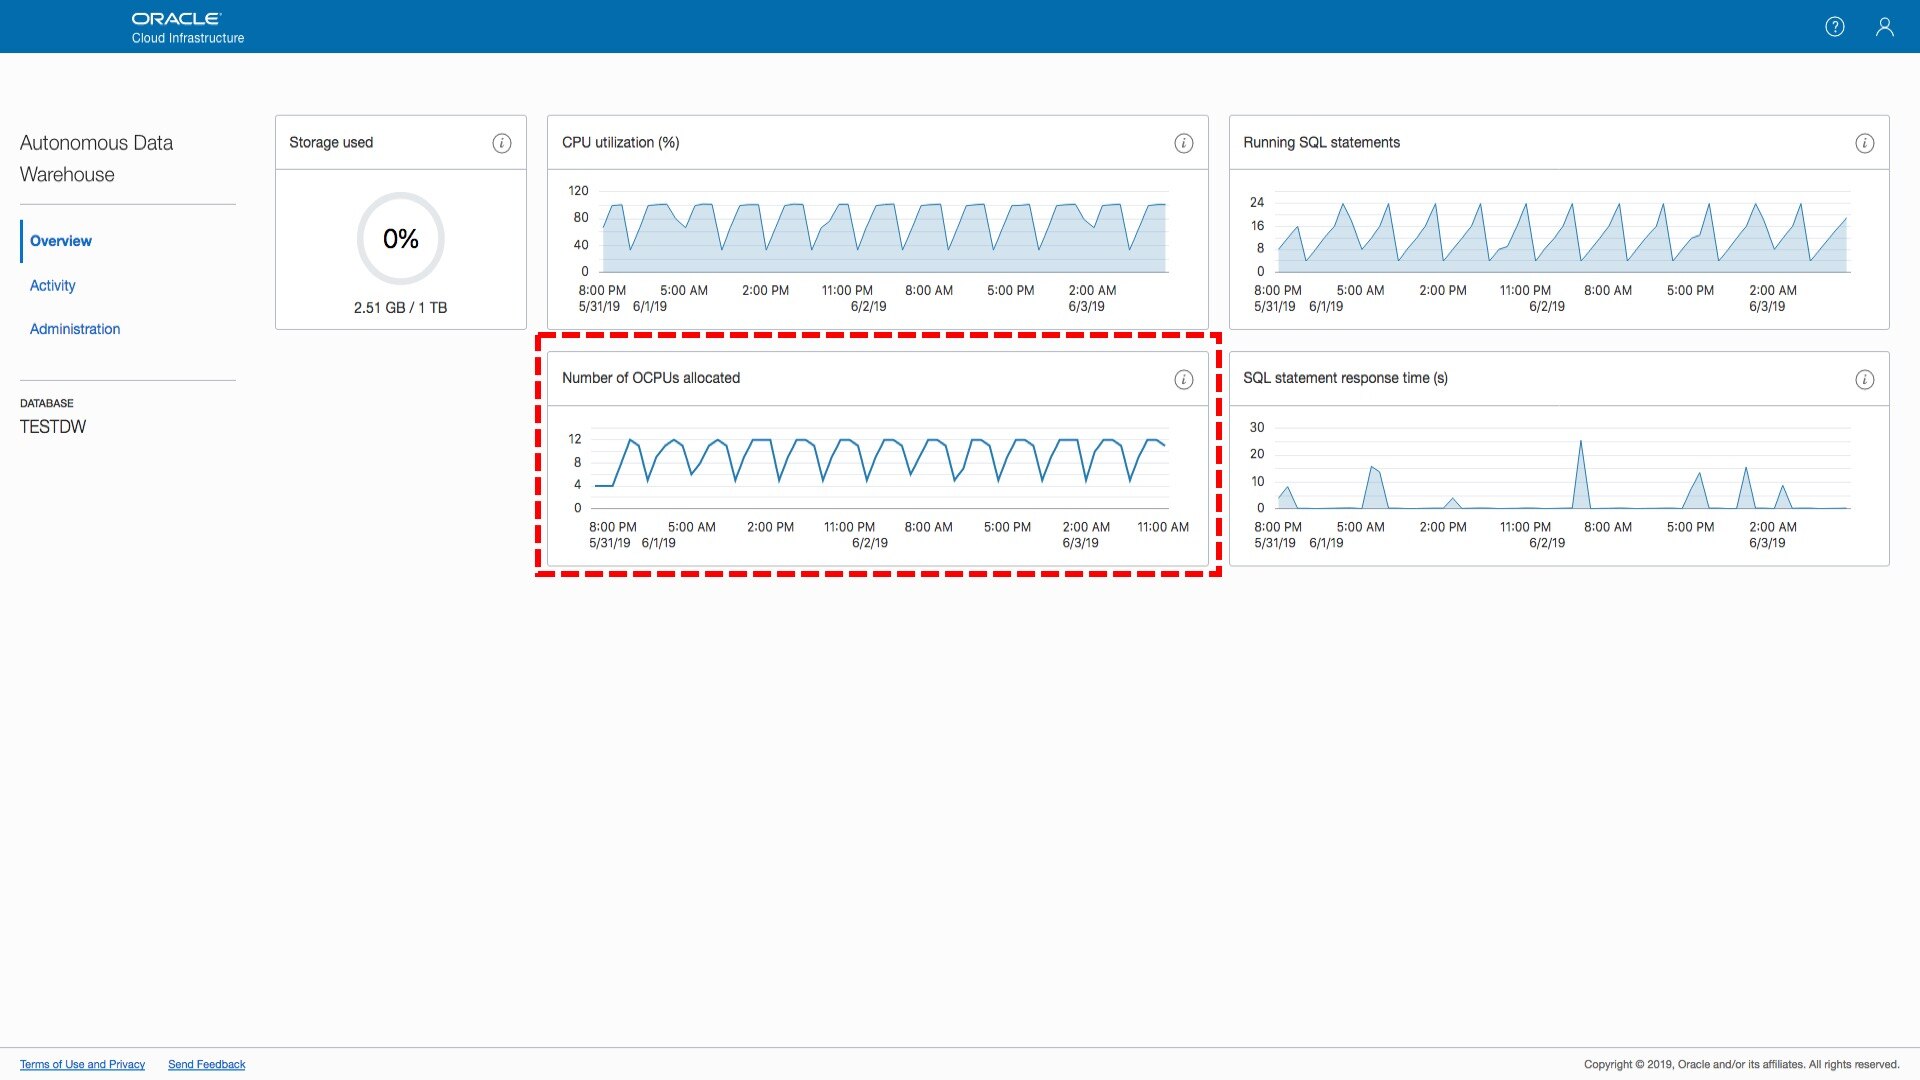 ORACLE
Cloud Infrastructure
Autonomous Data
Warehouse
Overview
Activity
Administration
DATABASE
TESTDW
Storage used
0%
2.51 GB / 1 TB
CPU utilization (%)
120
80
40
0
8:00 PM 5:00 AM 2:00 PM 11:00 PM 8:00 AM 5:00 PM 2:00 AM
5/31/19 6/1/19 6/2/19 6/3/19
Running SQL statements
24
16
8
0
8:00 PM 5:00 AM 2:00 PM 11:00 PM 8:00 AM 5:00 PM 2:00 AM
5/31/19 6/1/19 6/2/19 6/3/19
Number of OCPUs allocated
12
8
4
0
8:00 PM 5:00 AM 2:00 PM 11:00 PM 8:00 AM 5:00 PM 2:00 AM 11:00 AM
5/31/19 6/1/19 6/2/19 6/3/19
SQL statement response time (s)
30
20
10
0
8:00 PM 5:00 AM 2:00 PM 11:00 PM 8:00 AM 5:00 PM 2:00 AM
5/31/19 6/1/19 6/2/19 6/3/19
Terms of Use and Privacy Send Feedback
Copyright © 2019, Oracle and/or its affiliates. All rights reserved.